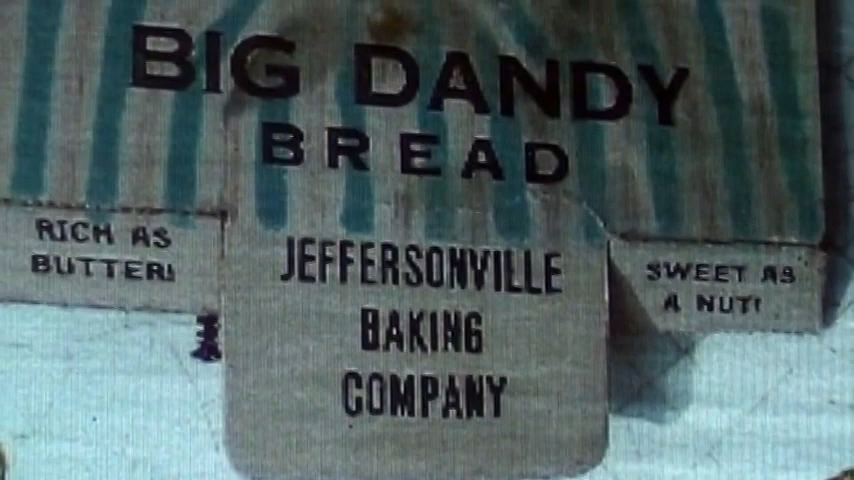 BIG DANDY
BREAD
RICH AS
BUTTER!
JEFFERSONVILLE
BAKING
COMPANY
SWEET AS
A NUT!